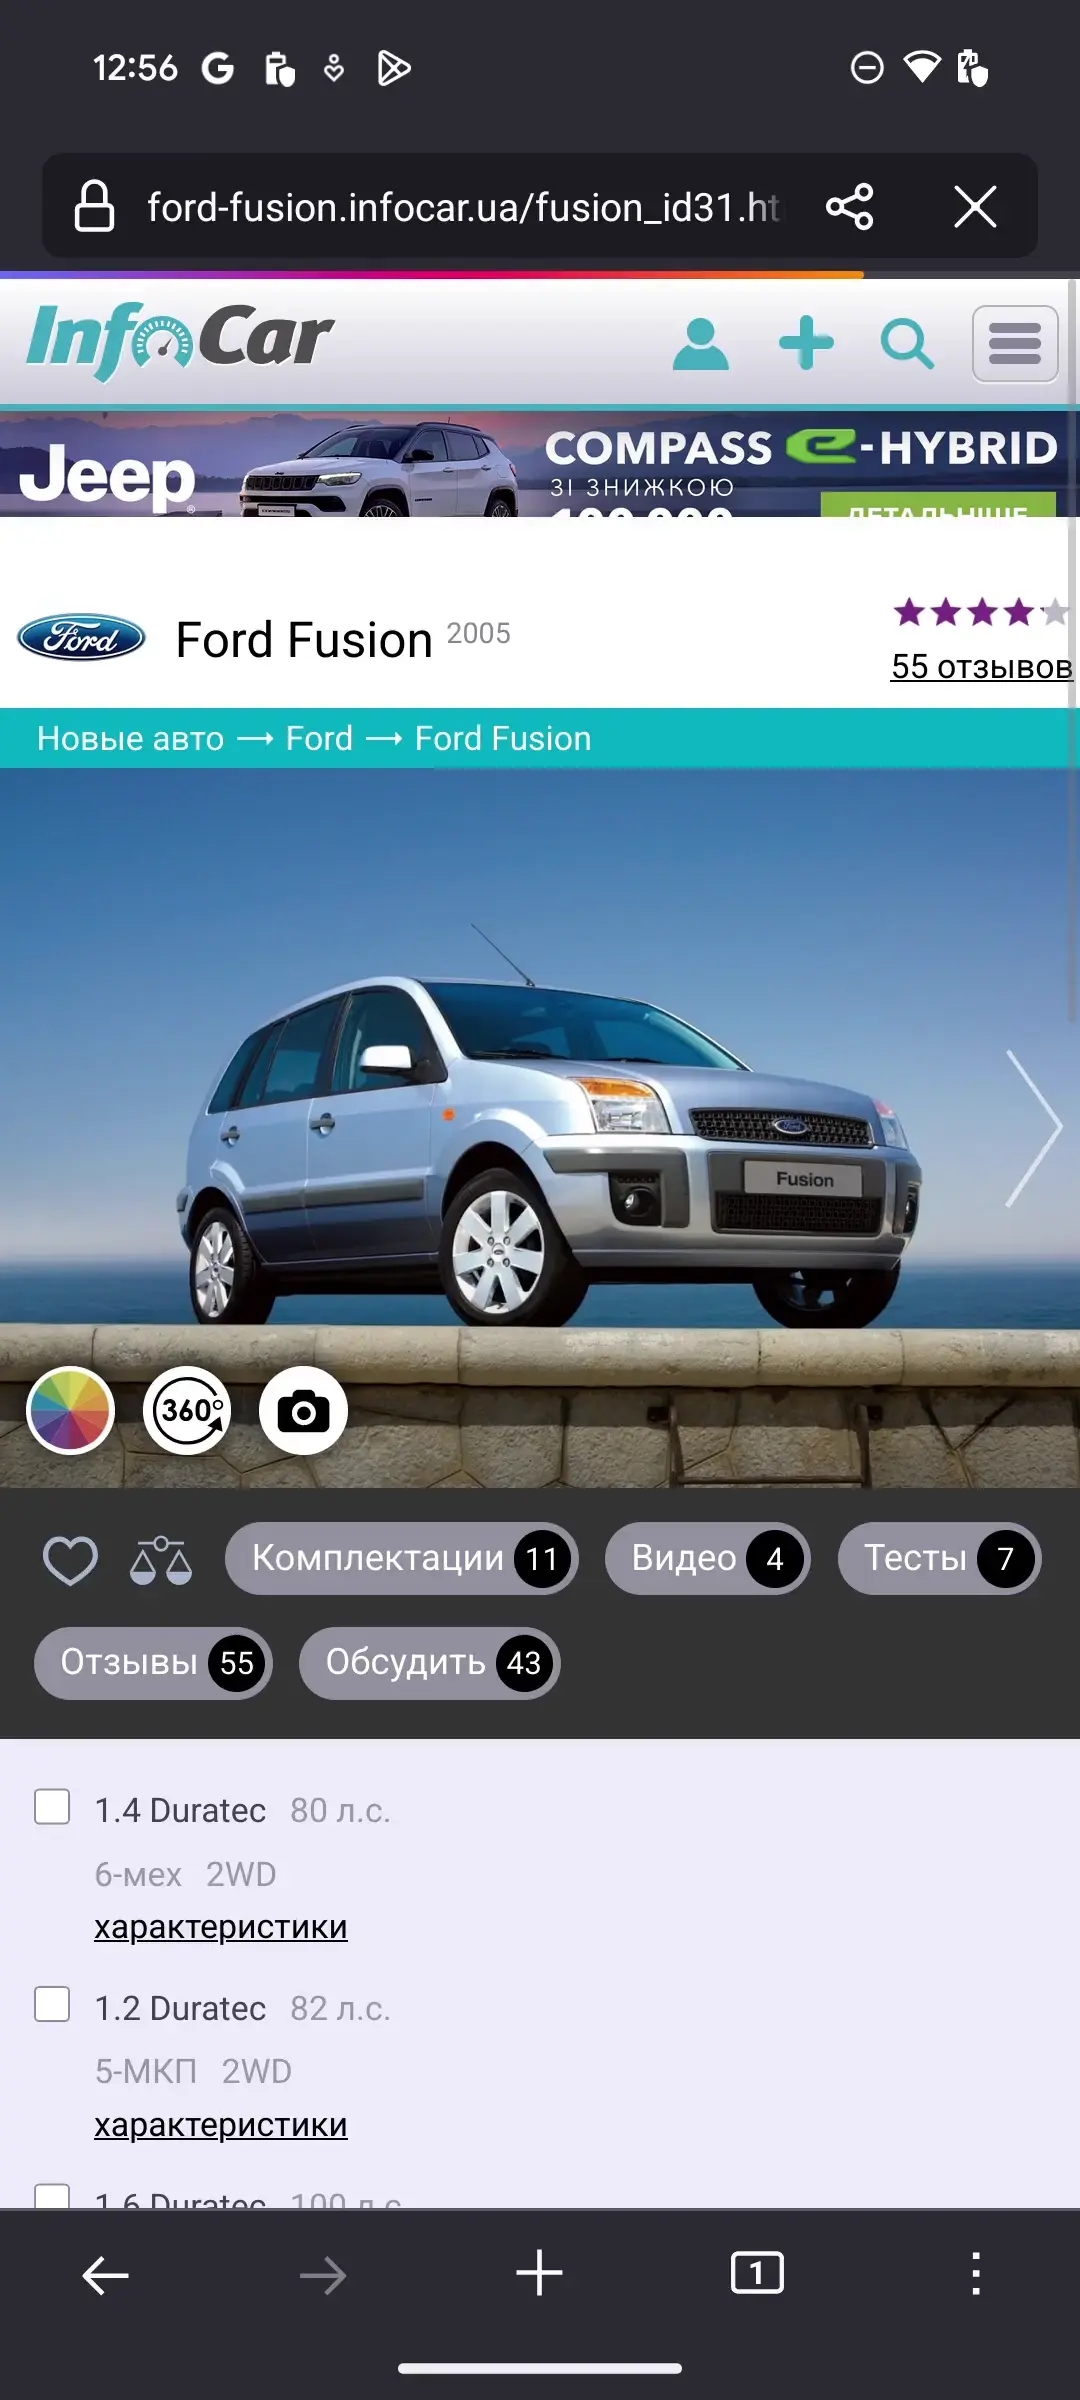 12:56
ford-fusion.infocar.ua/fusion_id31.ht
InfoCar
Jeep
COMPASS e-HYBRID
ЗІ ЗНИЖКОЮ
ДЕТАЛЬНІШЕ
Ford
Ford Fusion 2005
55 отзывов
Новые авто → Ford → Ford Fusion
Ford
Fusion
360°
Комплектации 11
Видео 4
Тесты 7
Отзывы 55
Обсудить 43
1.4 Duratec 80 л.с.
6-мех 2WD
характеристики
1.2 Duratec 82 л.с.
5-МКП 2WD
характеристики
1.6 Duratec 100 л.с.
1